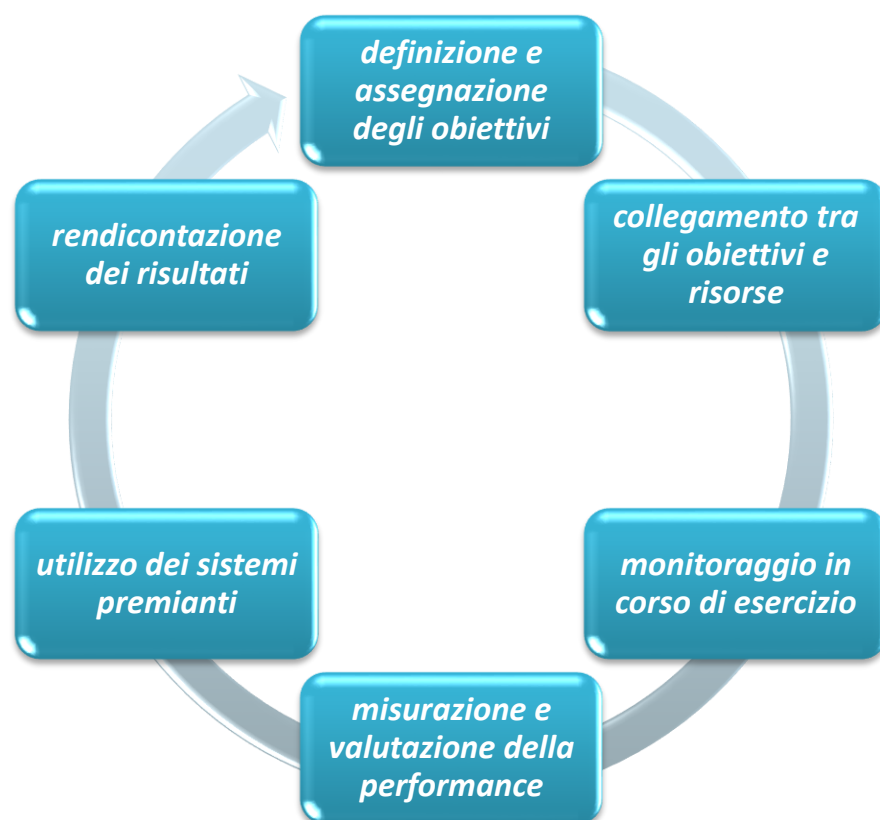 definizione e
assegnazione
degli obiettivi
collegamento tra
gli obiettivi e
risorse
monitoraggio in
corso di esercizio
misurazione e
valutazione della
performance
utilizzo dei sistemi
premianti
rendicontazione
dei risultati